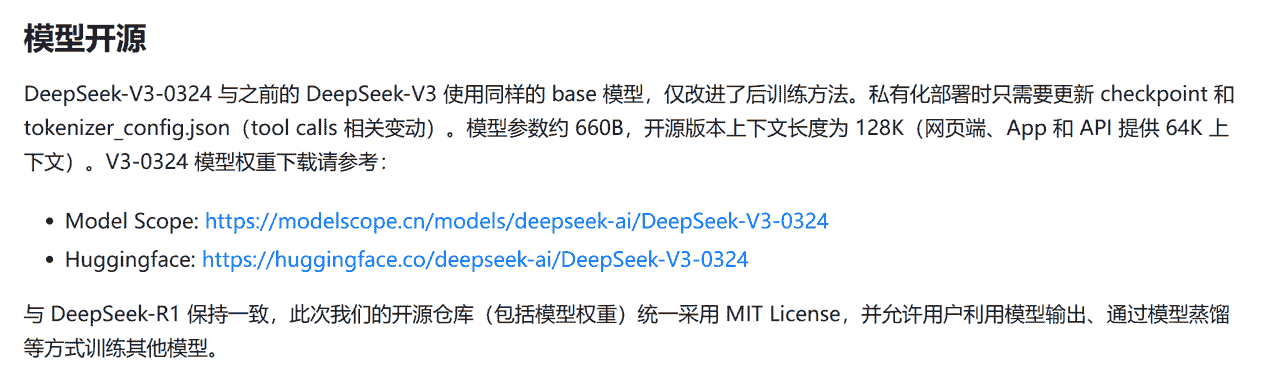 模型开源
DeepSeek-V3-0324 与之前的 DeepSeek-V3 使用同样的 base 模型，仅改进了后训练方法。私有化部署时只需要更新 checkpoint 和
tokenizer_config.json（tool calls 相关变动）。模型参数约 660B，开源版本上下文长度为 128K（网页端、App 和 API 提供 64K 上
下文）。V3-0324 模型权重下载请参考：
• Model Scope: https://modelscope.cn/models/deepseek-ai/DeepSeek-V3-0324
• Huggingface: https://huggingface.co/deepseek-ai/DeepSeek-V3-0324
与 DeepSeek-R1 保持一致，此次我们的开源仓库（包括模型权重）统一采用 MIT License，并允许用户利用模型输出、通过模型蒸馏
等方式训练其他模型。